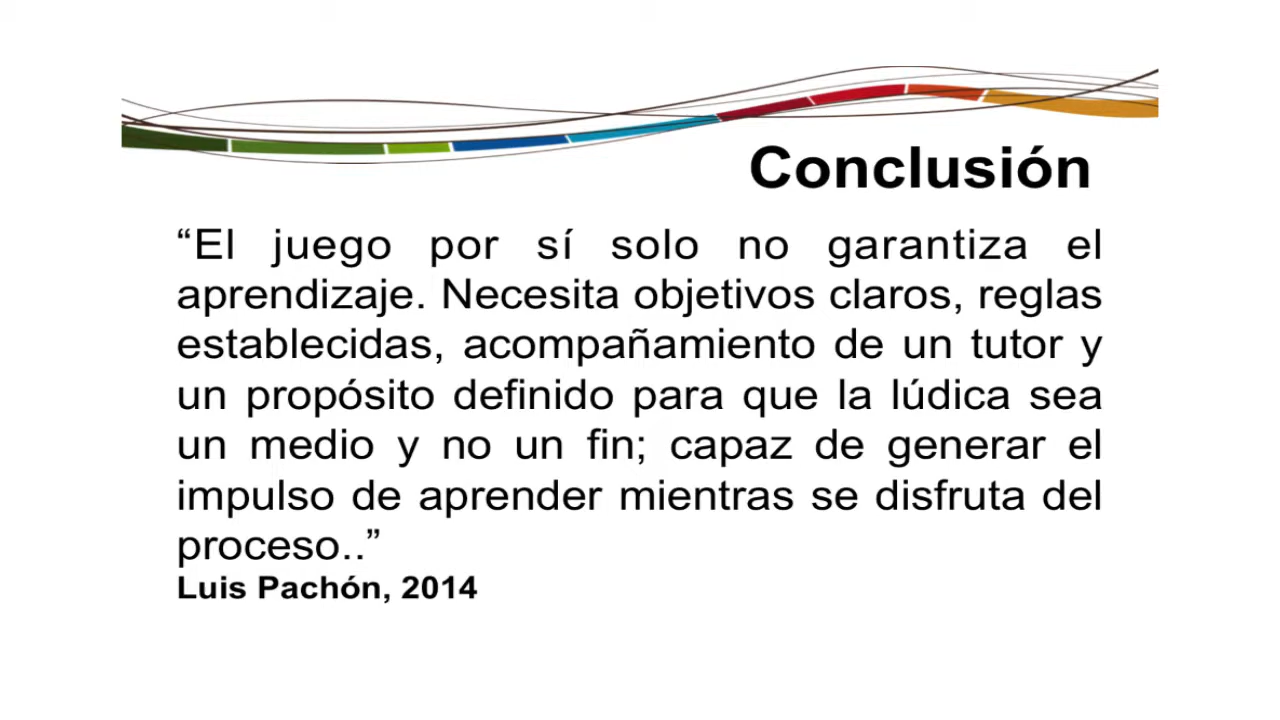 Conclusión
“El juego por sí solo no garantiza el
aprendizaje. Necesita objetivos claros, reglas
establecidas, acompañamiento de un tutor y
un propósito definido para que la lúdica sea
un medio y no un fin; capaz de generar el
impulso de aprender mientras se disfruta del
proceso..”
Luis Pachón, 2014